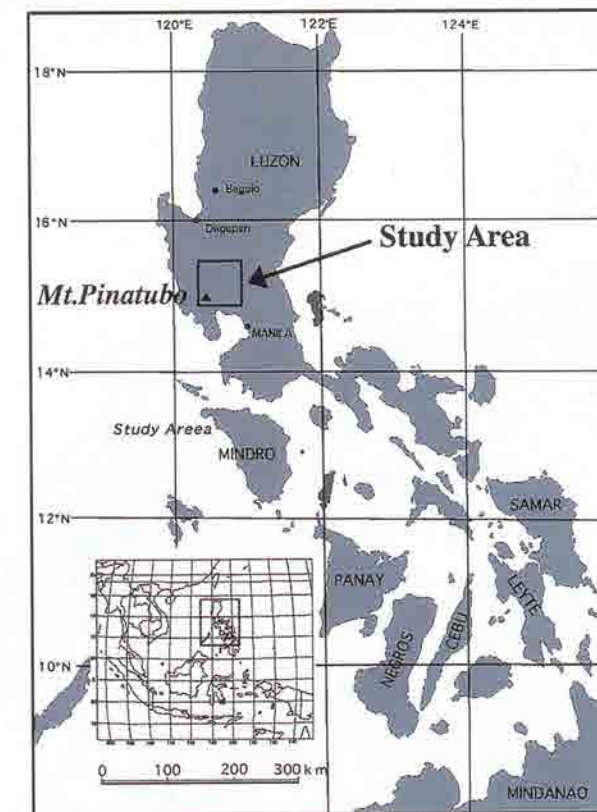 120°E 122°E 124°E
18°N
LUZON
Baguio
16°N
Study Area
Mt.Pinatubo
MANILA
14°N
Study Areea
MINDRO
SAMAR
12°N
PANAY
LEYTE
CEBU
NEGROS
10°N
0 100 200 300 km
MINDANAO